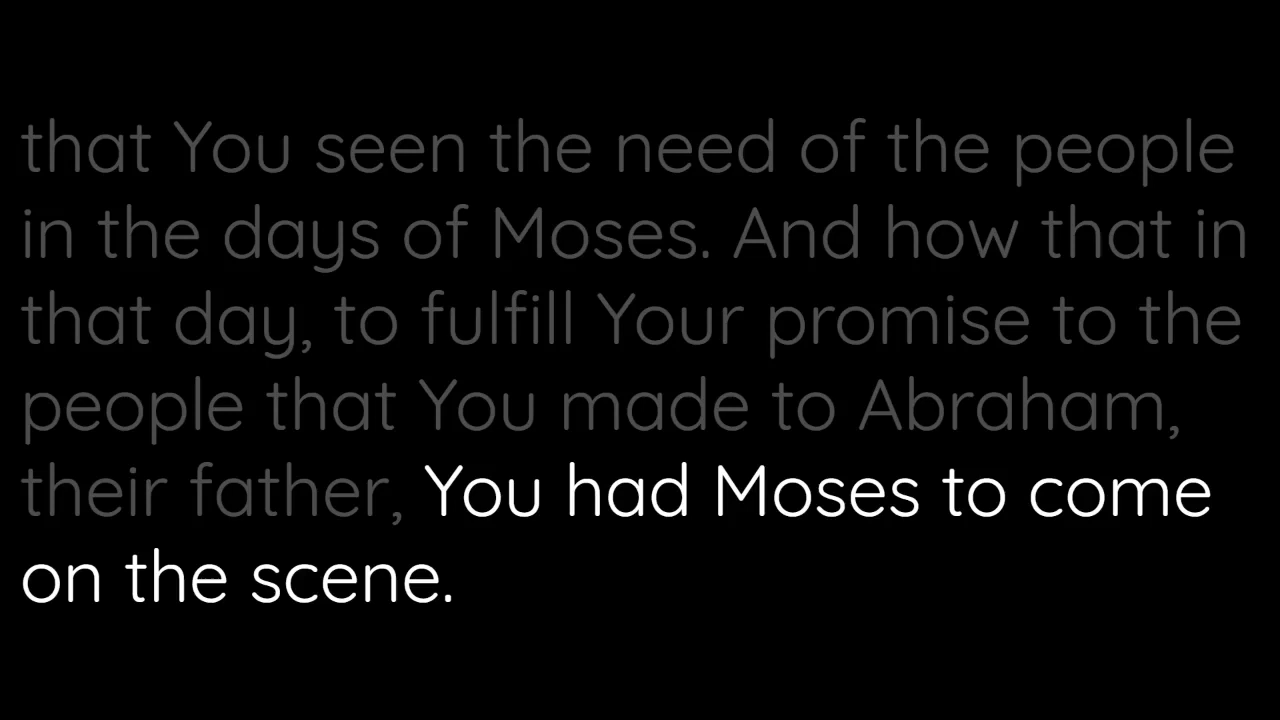 that You seen the need of the people
in the days of Moses. And how that in
that day, to fulfill Your promise to the
people that You made to Abraham,
their father, You had Moses to come
on the scene.